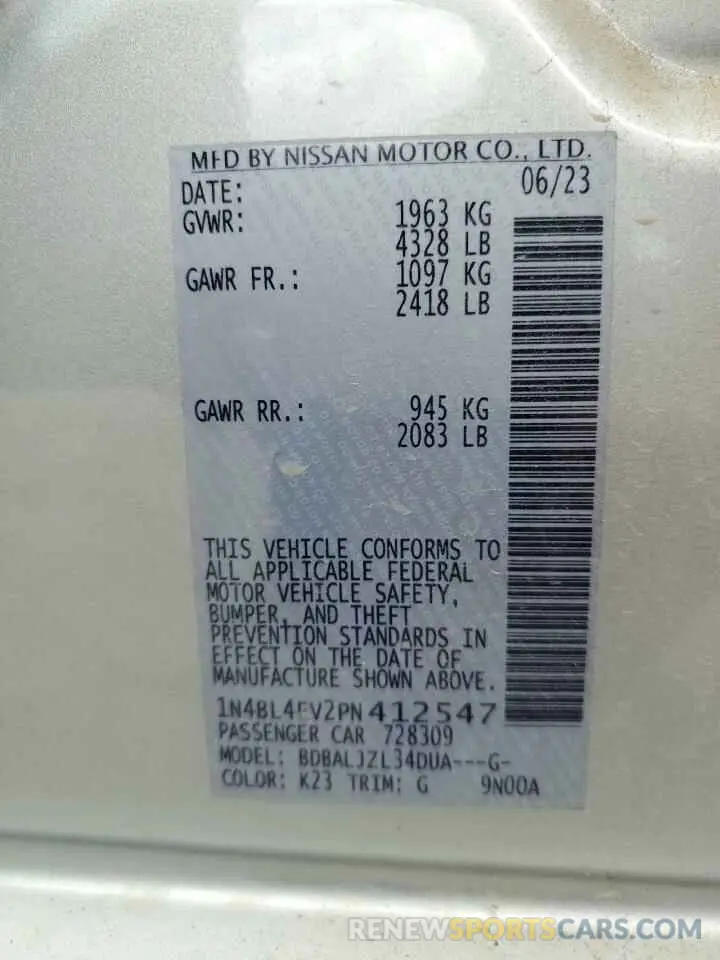 MFD BY NISSAN MOTOR CO., LTD.
DATE: 06/23
GVWR: 1963 KG
4328 LB
GAWR FR.: 1097 KG
2418 LB
GAWR RR.: 945 KG
2083 LB
THIS VEHICLE CONFORMS TO
ALL APPLICABLE FEDERAL
MOTOR VEHICLE SAFETY,
BUMPER, AND THEFT
PREVENTION STANDARDS IN
EFFECT ON THE DATE OF
MANUFACTURE SHOWN ABOVE.
1N4BL4FV2PN412547
PASSENGER CAR 728309
MODEL: BDBALJZL34DUA---G-
COLOR: K23 TRIM: G 9N00A
RENEWSPORTSCARS.COM